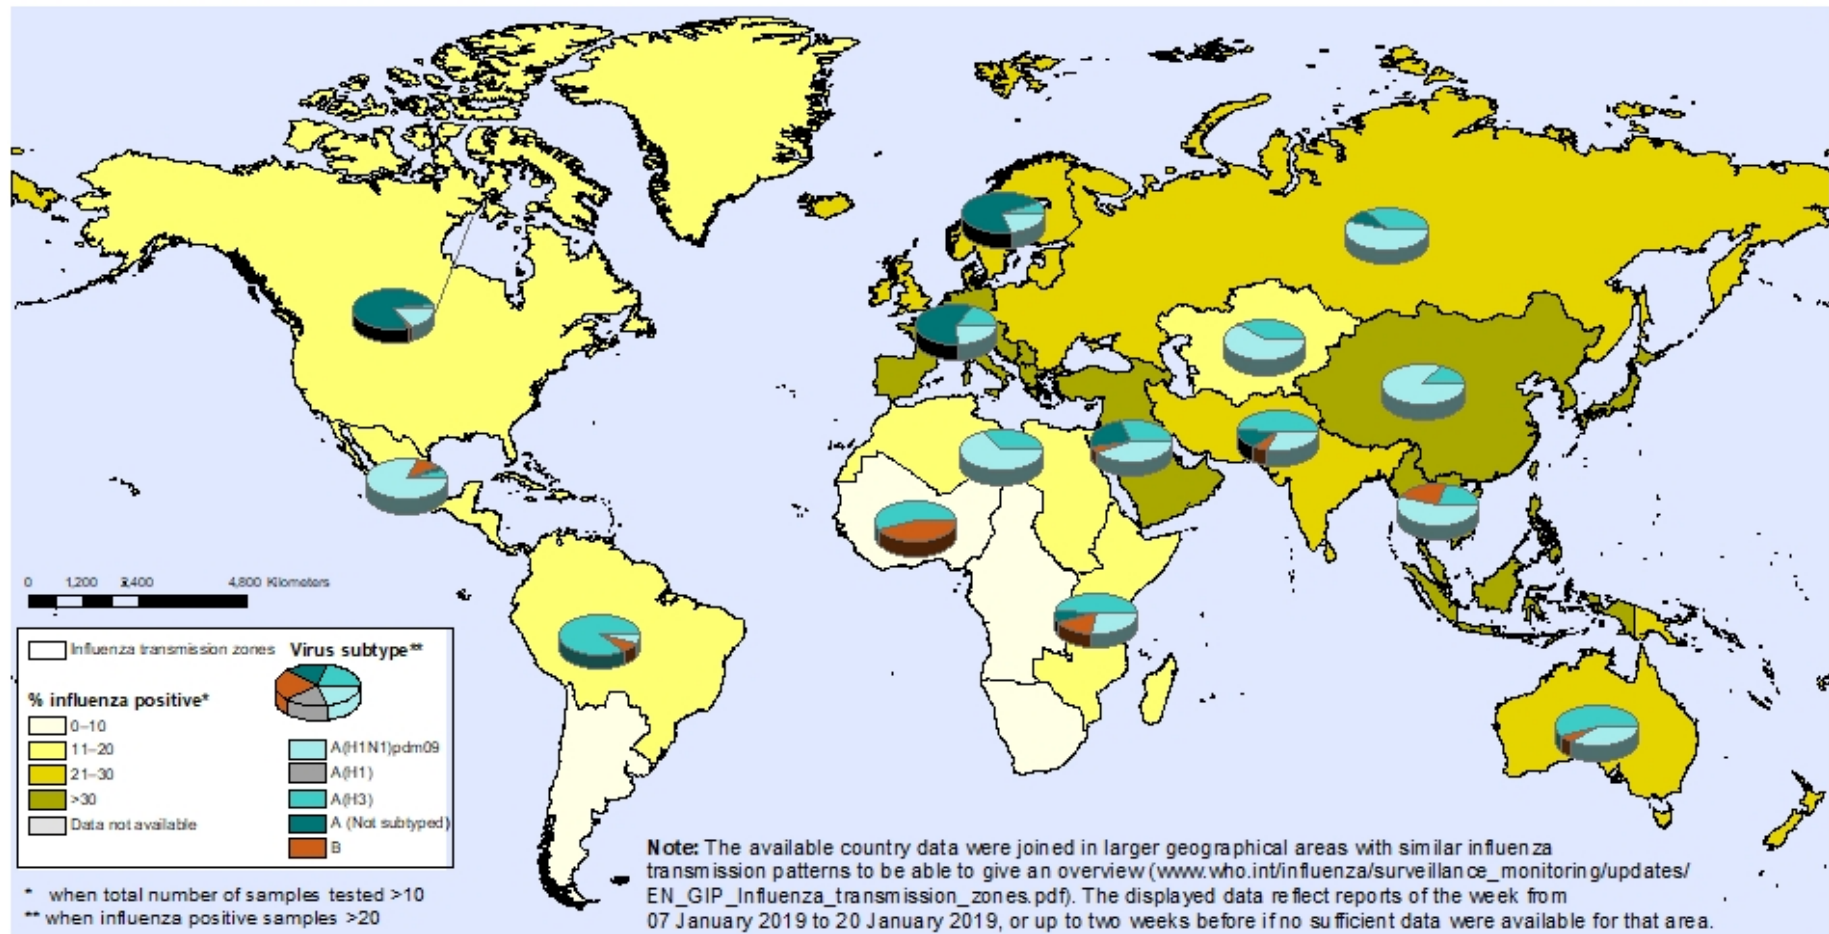 0 1,200 2,400 4,800 Kilometers
Influenza transmission zones
Virus subtype**
% influenza positive*
0–10
11–20
21–30
>30
Data not available
A(H1N1)pdm09
A(H1)
A(H3)
A (Not subtyped)
B
* when total number of samples tested >10
** when influenza positive samples >20
Note: The available country data were joined in larger geographical areas with similar influenza
transmission patterns to be able to give an overview (www.who.int/influenza/surveillance_monitoring/updates/
EN_GIP_Influenza_transmission_zones.pdf). The displayed data reflect reports of the week from
07 January 2019 to 20 January 2019, or up to two weeks before if no sufficient data were available for that area.